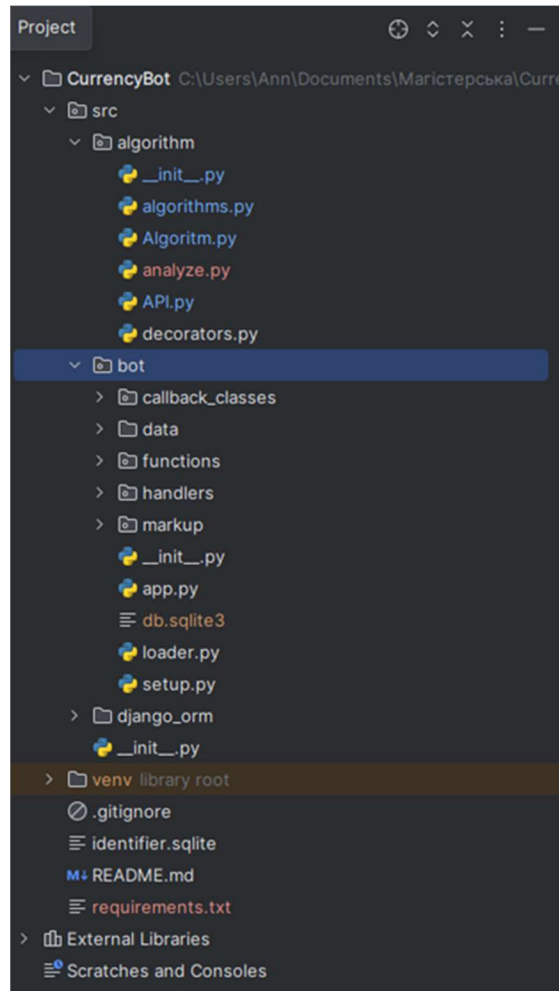 Project
CurrencyBot C:\Users\Ann\Documents\Магістерська\Curre
src
algorithm
__init__.py
algorithms.py
Algoritm.py
analyze.py
API.py
decorators.py
bot
callback_classes
data
functions
handlers
markup
__init__.py
app.py
db.sqlite3
loader.py
setup.py
django_orm
__init__.py
venv library root
.gitignore
identifier.sqlite
M↓ README.md
requirements.txt
External Libraries
Scratches and Consoles